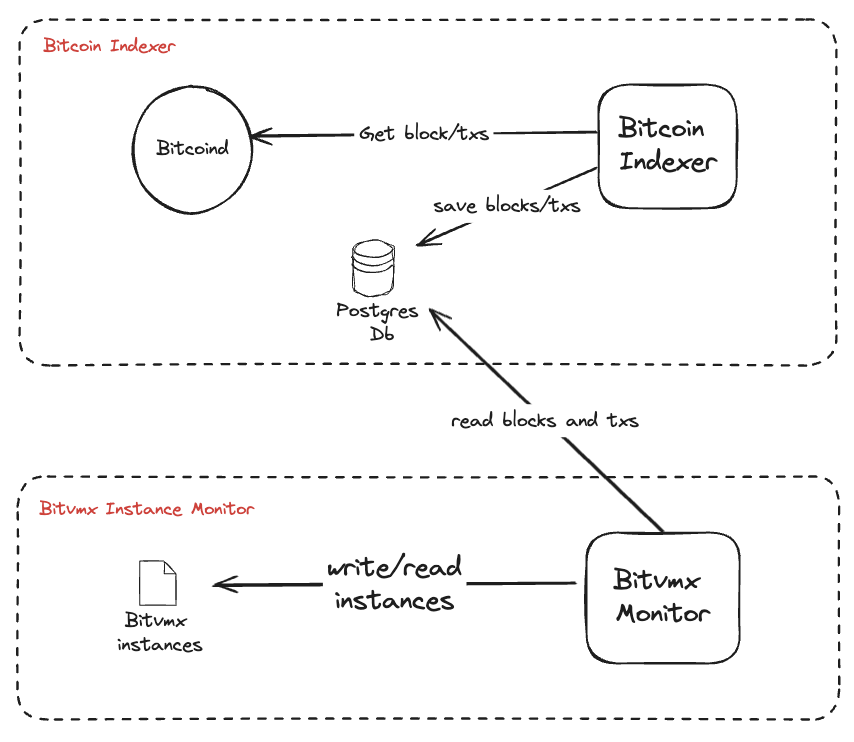 Bitcoin Indexer
Bitcoind
Get block/txs
Bitcoin
Indexer
save blocks/txs
Postgres
Db
read blocks and txs
Bitvmx Instance Monitor
Bitvmx
instances
write/read
instances
Bitvmx
Monitor